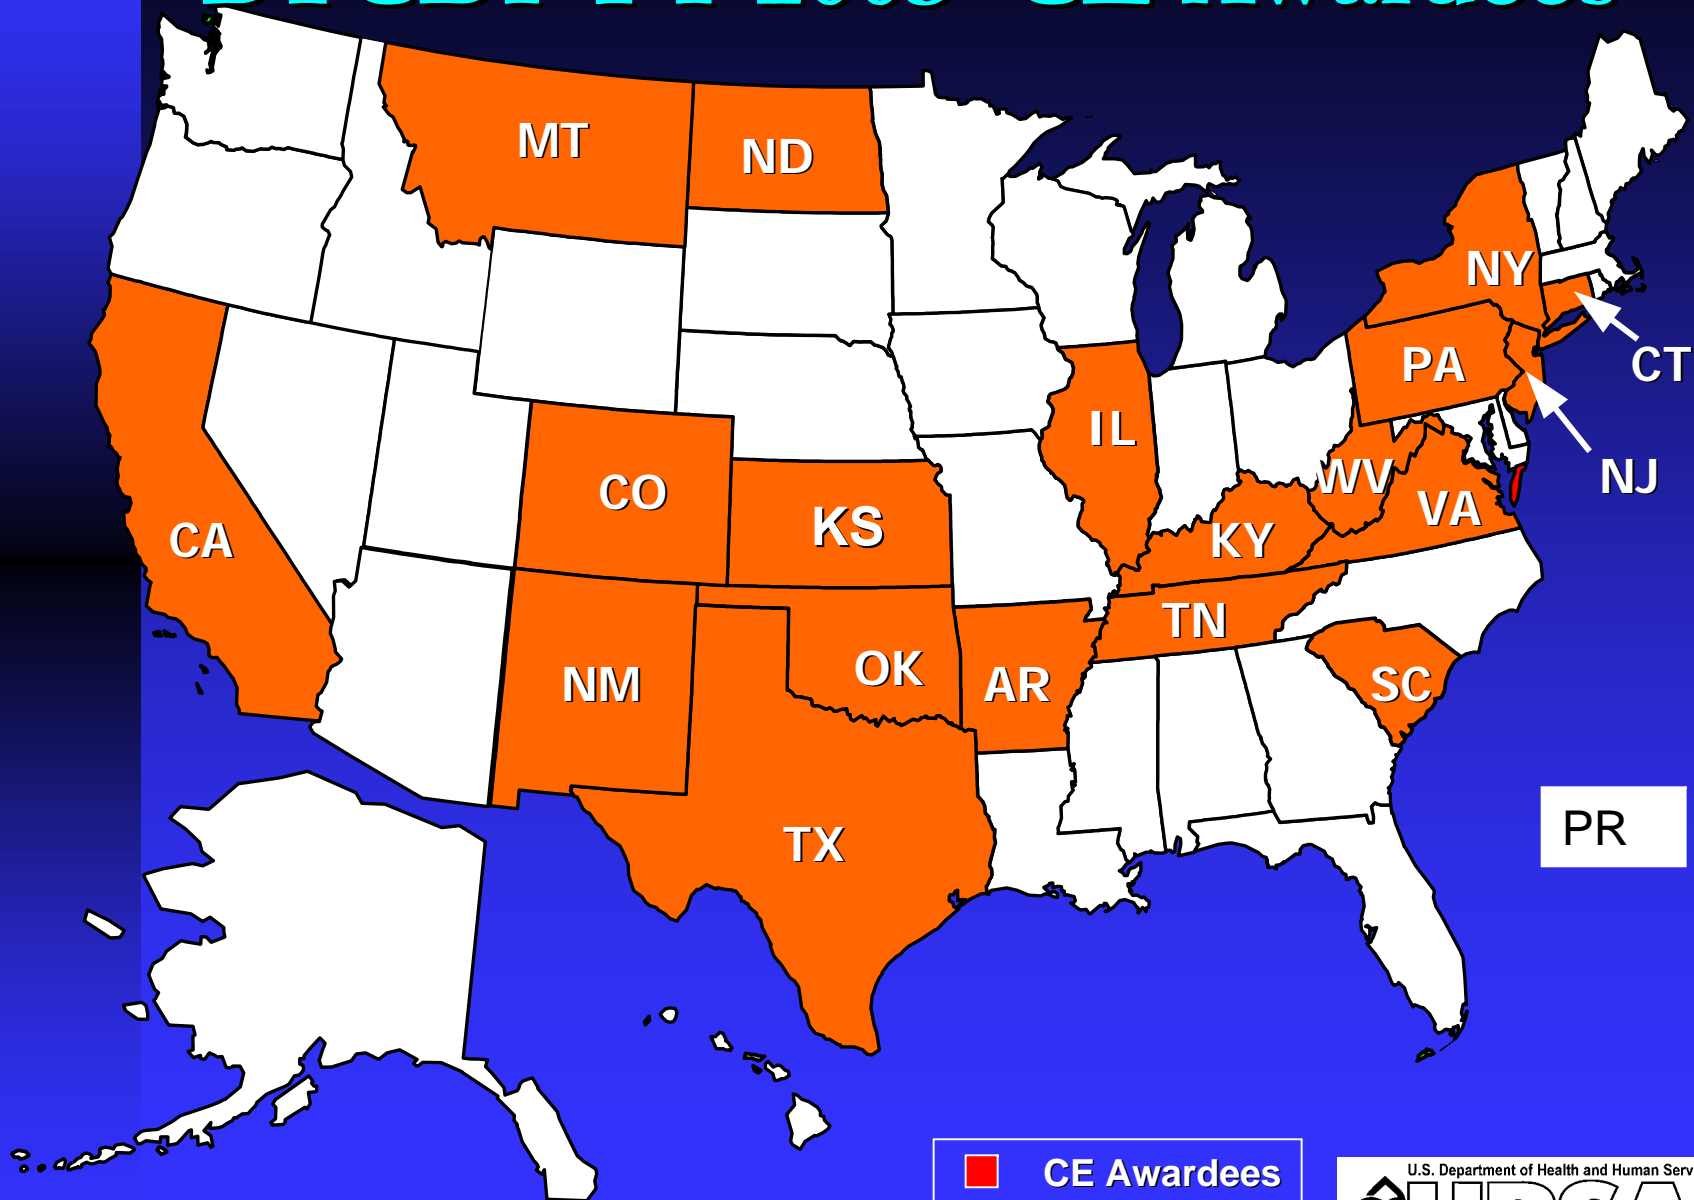 MT
ND
NY
CT
PA
IL
NJ
WV
CO
VA
KS
KY
CA
TN
OK
NM
AR
SC
PR
TX
CE Awardees
U.S. Department of Health and Human Serv
HRSA